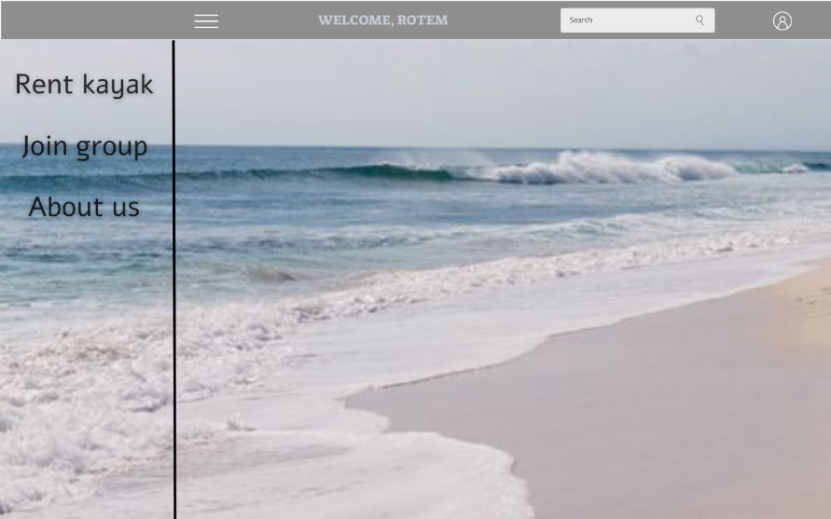 WELCOME, ROTEM
Search
Rent kayak
Join group
About us